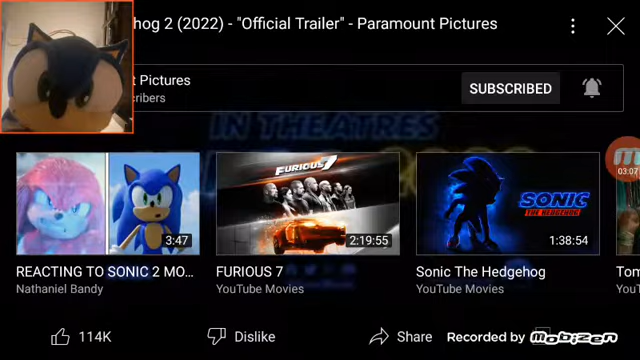 hog 2 (2022) - "Official Trailer" - Paramount Pictures
t Pictures
cribers
SUBSCRIBED
IN THEATRES
FURIOUS 7
SONIC
THE HEDGEHOG
03:07
3:47
2:19:55
1:38:54
REACTING TO SONIC 2 MO...
FURIOUS 7
Sonic The Hedgehog
Tom
Nathaniel Bandy
YouTube Movies
YouTube Movies
YouT
114K
Dislike
Share
Recorded by
Mobizen